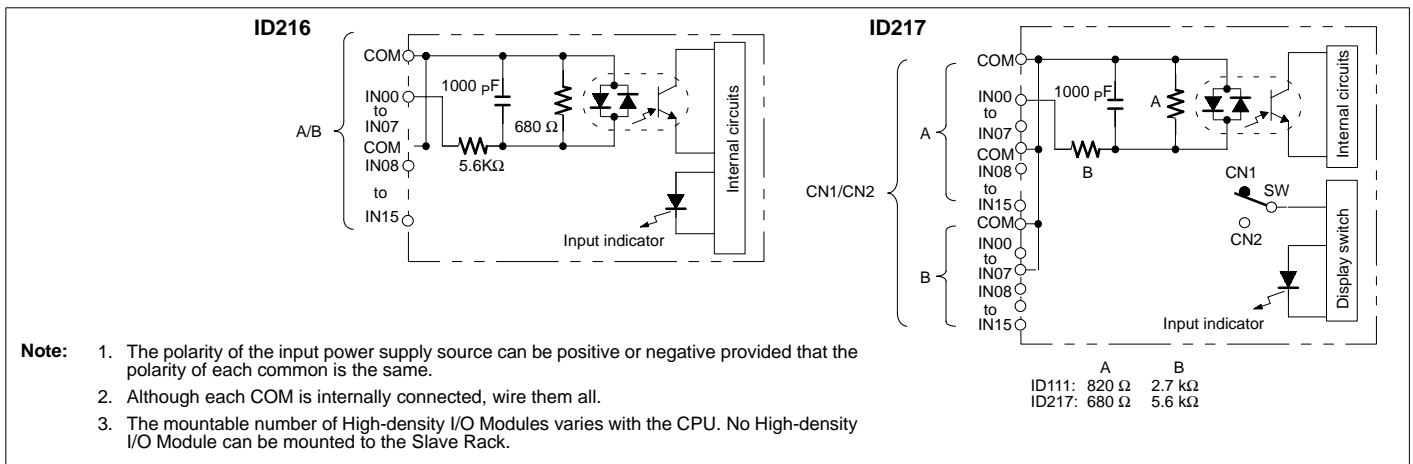 ID216
A/B
COM
IN00
to
IN07
COM
IN08
to
IN15
1000 PF
680 Ω
5.6KΩ
Internal circuits
Input indicator
ID217
CN1/CN2
A
B
COM
IN00
to
IN07
COM
IN08
to
IN15
COM
IN00
to
IN07
IN08
to
IN15
1000 PF
A
B
Internal circuits
CN1
SW
CN2
Display switch
Input indicator
A B
ID111: 820 Ω 2.7 kΩ
ID217: 680 Ω 5.6 kΩ
Note: 1. The polarity of the input power supply source can be positive or negative provided that the
polarity of each common is the same.
2. Although each COM is internally connected, wire them all.
3. The mountable number of High-density I/O Modules varies with the CPU. No High-density
I/O Module can be mounted to the Slave Rack.